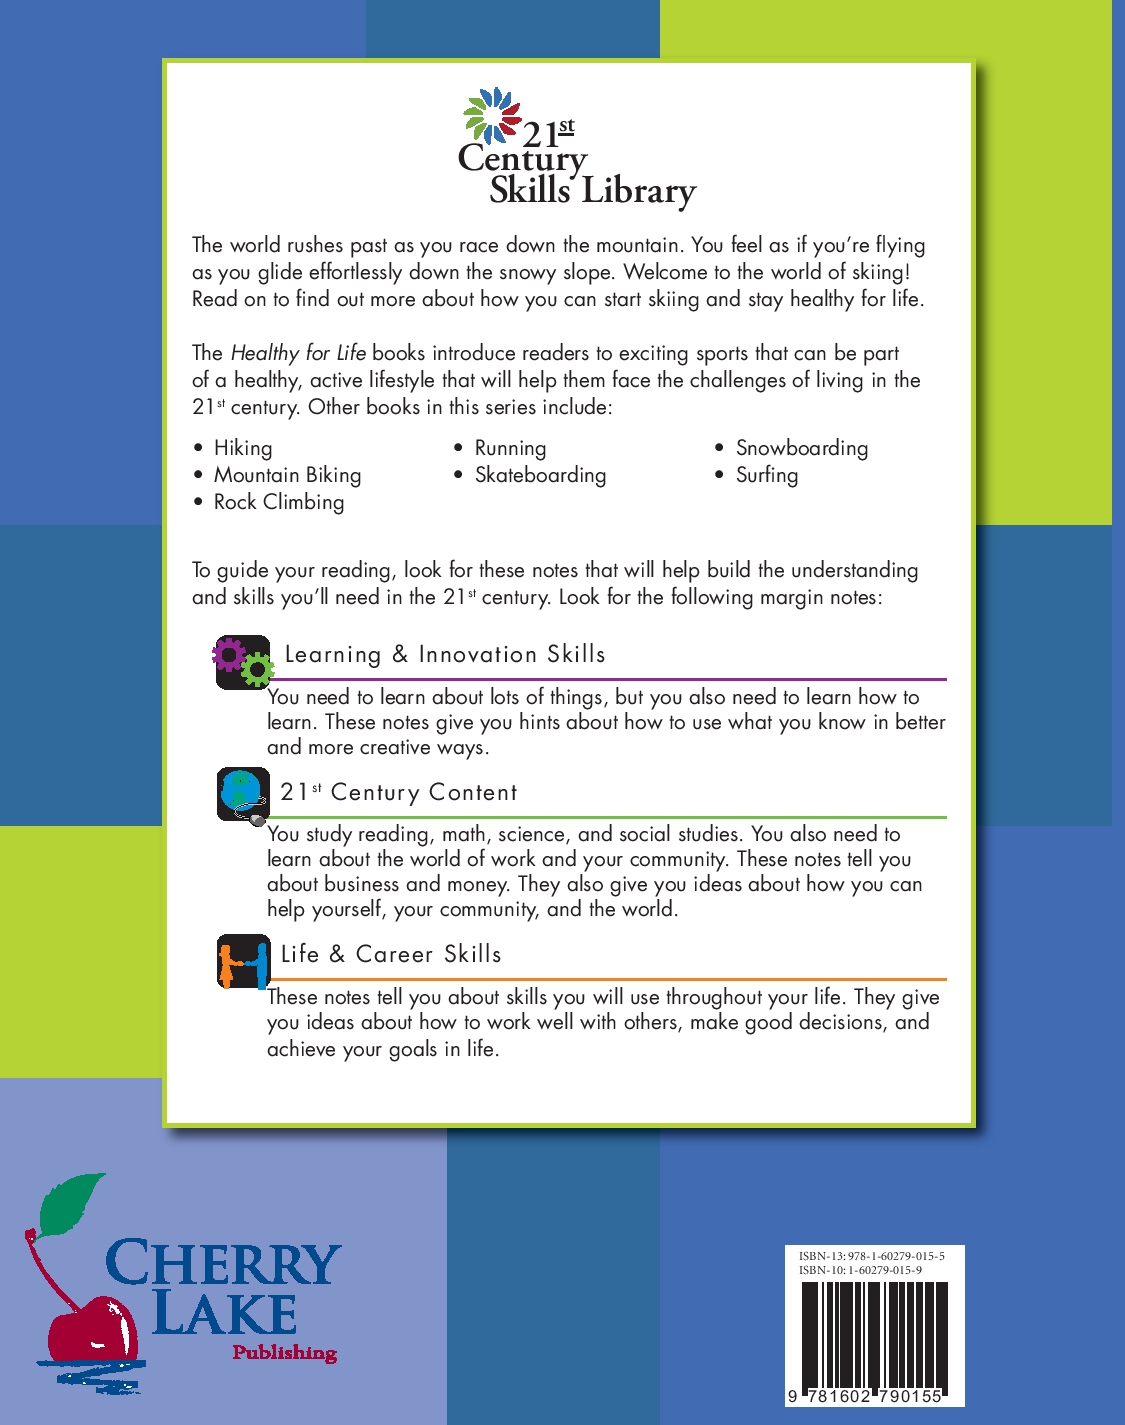 21st
Century
Skills Library
The world rushes past as you race down the mountain. You feel as if you’re flying
as you glide effortlessly down the snowy slope. Welcome to the world of skiing!
Read on to find out more about how you can start skiing and stay healthy for life.
The Healthy for Life books introduce readers to exciting sports that can be part
of a healthy, active lifestyle that will help them face the challenges of living in the
21st century. Other books in this series include:
• Hiking
• Mountain Biking
• Rock Climbing
• Running
• Skateboarding
• Snowboarding
• Surfing
To guide your reading, look for these notes that will help build the understanding
and skills you’ll need in the 21st century. Look for the following margin notes:
Learning & Innovation Skills
You need to learn about lots of things, but you also need to learn how to
learn. These notes give you hints about how to use what you know in better
and more creative ways.
21st Century Content
You study reading, math, science, and social studies. You also need to
learn about the world of work and your community. These notes tell you
about business and money. They also give you ideas about how you can
help yourself, your community, and the world.
Life & Career Skills
These notes tell you about skills you will use throughout your life. They give
you ideas about how to work well with others, make good decisions, and
achieve your goals in life.
CHERRY
LAKE
Publishing
ISBN-13: 978-1-60279-015-5
ISBN-10: 1-60279-015-9
9 781602 790155